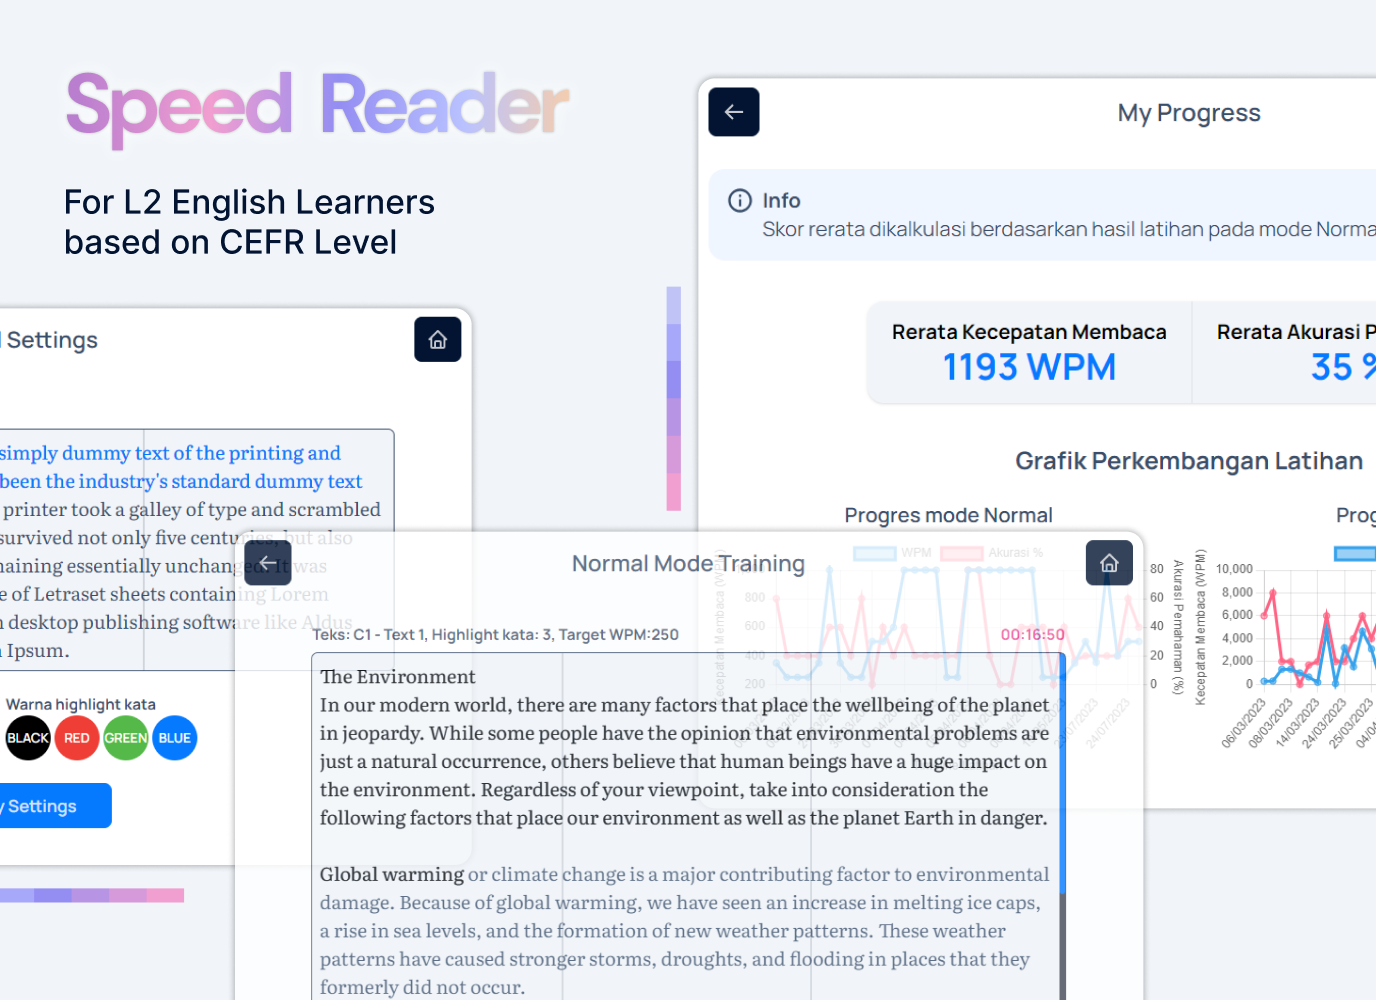 Speed Reader
For L2 English Learners
based on CEFR Level
Settings
simply dummy text of the printing and
been the industry's standard dummy text
printer took a galley of type and scrambled
survived not only five centuries, but also
essentially unchanged. It was
of Letraset sheets containing Lorem
desktop publishing software like Aldus
Ipsum.
Warna highlight kata
BLACK RED GREEN BLUE
Settings
My Progress
Info
Skor rerata dikalkulasi berdasarkan hasil latihan pada mode
Rerata Kecepatan Membaca
1193 WPM
Rerata Akurasi
35 %
Grafik Perkembangan Latihan
Progres mode Normal
WPM Akurasi %
Kecepatan Membaca (WPM)
800
600
400
200
80
60
40
20
0
Akurasi Pemahaman (%)
24/07/2023
Kecepatan Membaca (WPM)
10,000
8,000
6,000
4,000
2,000
0
06/03/2023
08/03/2023
14/03/2023
24/03/2023
25/03/2023
Normal Mode Training
Teks: C1 - Text 1, Highlight kata: 3, Target WPM:250
00:16:50
The Environment
In our modern world, there are many factors that place the wellbeing of the planet
in jeopardy. While some people have the opinion that environmental problems are
just a natural occurrence, others believe that human beings have a huge impact on
the environment. Regardless of your viewpoint, take into consideration the
following factors that place our environment as well as the planet Earth in danger.
Global warming or climate change is a major contributing factor to environmental
damage. Because of global warming, we have seen an increase in melting ice caps,
a rise in sea levels, and the formation of new weather patterns. These weather
patterns have caused stronger storms, droughts, and flooding in places that they
formerly did not occur.